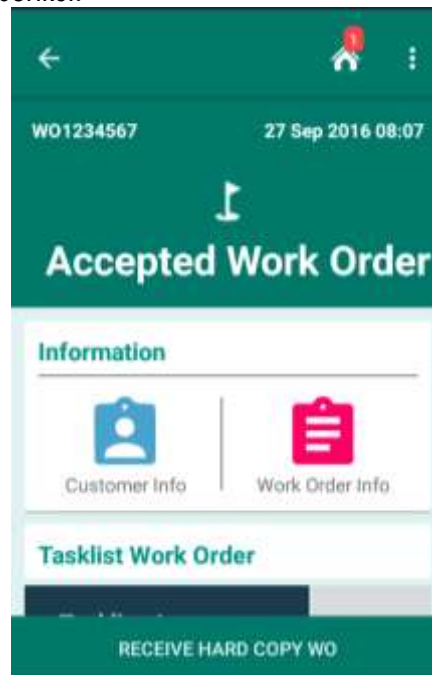 1
WO1234567 27 Sep 2016 08:07
Accepted Work Order
Information
Customer Info Work Order Info
Tasklist Work Order
RECEIVE HARD COPY WO